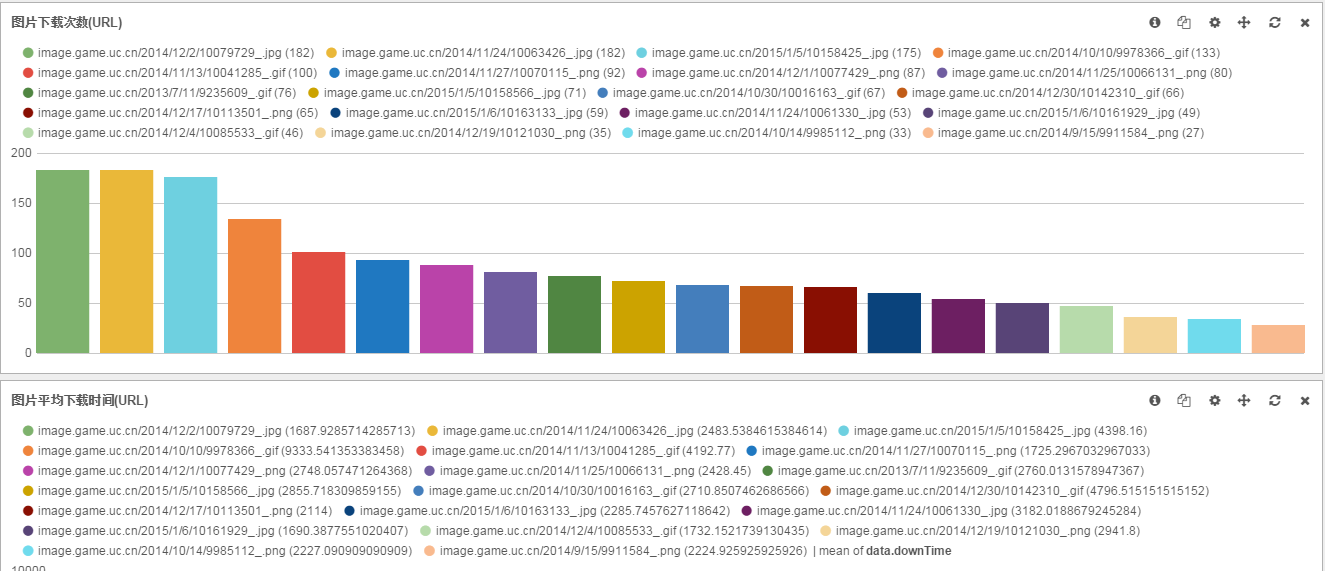 图片下载次数(URL)
image.game.uc.cn/2014/12/2/10079729_.jpg (182) image.game.uc.cn/2014/11/24/10063426_.jpg (182) image.game.uc.cn/2015/1/5/10158425_.jpg (175) image.game.uc.cn/2014/10/10/9978366_.gif (133)
image.game.uc.cn/2014/11/13/10041285_.gif (100) image.game.uc.cn/2014/11/27/10070115_.png (92) image.game.uc.cn/2014/12/1/10077429_.png (87) image.game.uc.cn/2014/11/25/10066131_.png (80)
image.game.uc.cn/2013/7/11/9235609_.gif (76) image.game.uc.cn/2015/1/5/10158566_.jpg (71) image.game.uc.cn/2014/10/30/10016163_.gif (67) image.game.uc.cn/2014/12/30/10142310_.gif (66)
image.game.uc.cn/2014/12/17/10113501_.png (65) image.game.uc.cn/2015/1/6/10163133_.jpg (59) image.game.uc.cn/2014/11/24/10061330_.jpg (53) image.game.uc.cn/2015/1/6/10161929_.jpg (49)
image.game.uc.cn/2014/12/4/10085533_.gif (46) image.game.uc.cn/2014/12/19/10121030_.png (35) image.game.uc.cn/2014/10/14/9985112_.png (33) image.game.uc.cn/2014/9/15/9911584_.png (27)
200
150
100
50
0
图片平均下载时间(URL)
image.game.uc.cn/2014/12/2/10079729_.jpg (1687.9285714285713) image.game.uc.cn/2014/11/24/10063426_.jpg (2483.5384615384614) image.game.uc.cn/2015/1/5/10158425_.jpg (4398.16)
image.game.uc.cn/2014/10/10/9978366_.gif (9333.541353383458) image.game.uc.cn/2014/11/13/10041285_.gif (4192.77) image.game.uc.cn/2014/11/27/10070115_.png (1725.2967032967033)
image.game.uc.cn/2014/12/1/10077429_.png (2748.057471264368) image.game.uc.cn/2014/11/25/10066131_.png (2428.45) image.game.uc.cn/2013/7/11/9235609_.gif (2760.0131578947367)
image.game.uc.cn/2015/1/5/10158566_.jpg (2855.718309859155) image.game.uc.cn/2014/10/30/10016163_.gif (2710.8507462686566) image.game.uc.cn/2014/12/30/10142310_.gif (4796.515151515152)
image.game.uc.cn/2014/12/17/10113501_.png (2114) image.game.uc.cn/2015/1/6/10163133_.jpg (2285.7457627118642) image.game.uc.cn/2014/11/24/10061330_.jpg (3182.0188679245284)
image.game.uc.cn/2015/1/6/10161929_.jpg (1690.3877551020407) image.game.uc.cn/2014/12/4/10085533_.gif (1732.1521739130435) image.game.uc.cn/2014/12/19/10121030_.png (2941.8)
image.game.uc.cn/2014/10/14/9985112_.png (2227.090909090909) image.game.uc.cn/2014/9/15/9911584_.png (2224.925925925926) | mean of data.downTime
10000